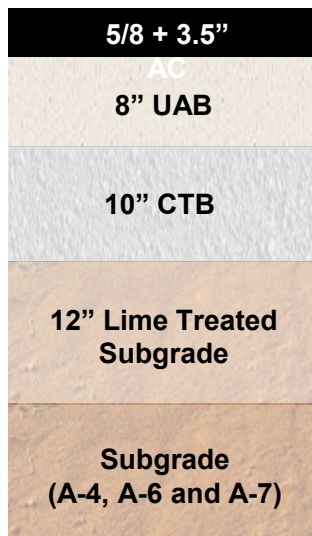 5/8 + 3.5”
AC
8” UAB
10” CTB
12” Lime Treated
Subgrade
Subgrade
(A-4, A-6 and A-7)